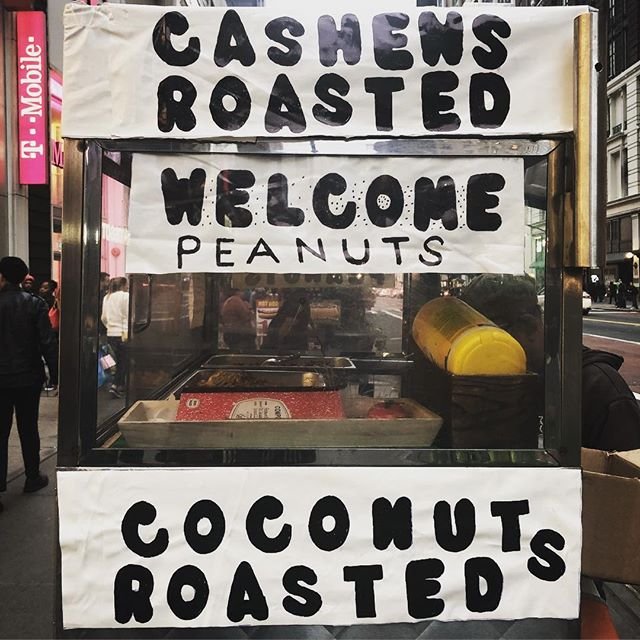 T··Mobile·
CASHEWS
ROASTED
WELCOME
PEANUTS
COCONUTS
ROASTED